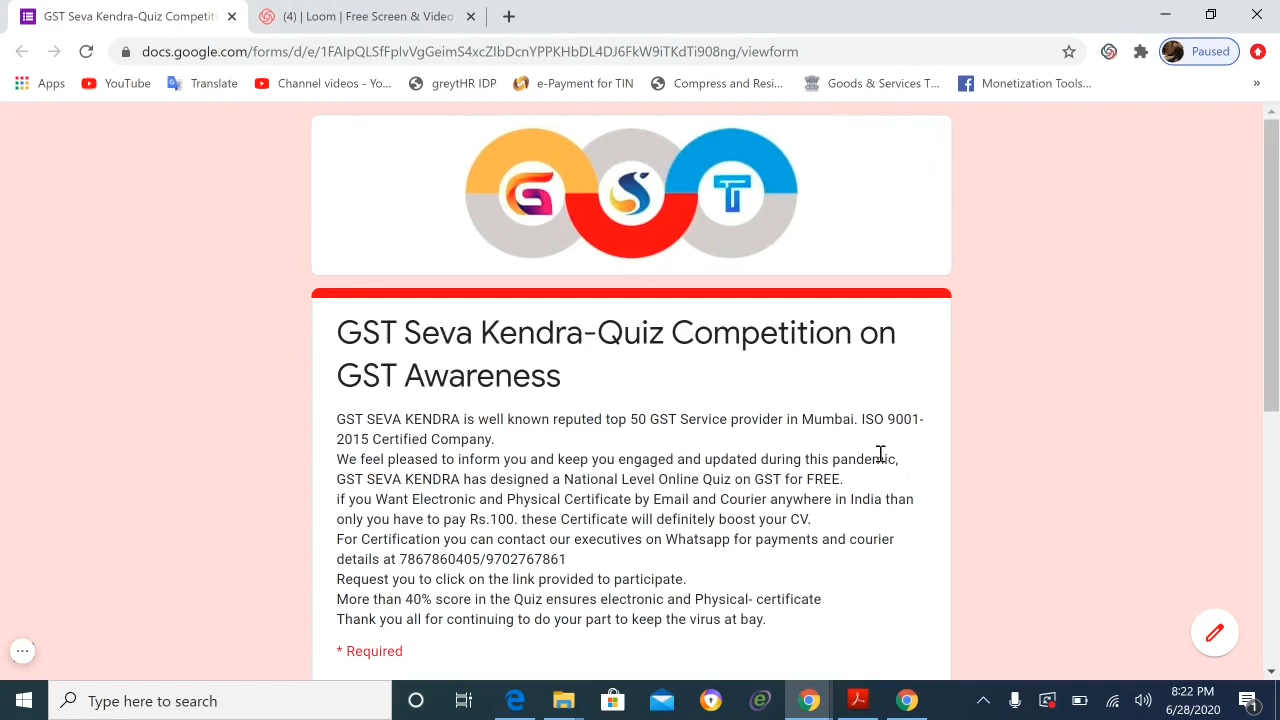 GST Seva Kendra-Quiz Competiti
(4) | Loom | Free Screen & Video
docs.google.com/forms/d/e/1FAIpQLSfFplvVgGeimS4xcZIbDcnYPPKHbDL4DJ6FkW9iTKdTi908ng/viewform
Paused
Apps
YouTube
Translate
Channel videos - Yo...
greytHR IDP
e-Payment for TIN
Compress and Resi...
Goods & Services T...
Monetization Tools...
»
G S T
GST Seva Kendra-Quiz Competition on
GST Awareness
GST SEVA KENDRA is well known reputed top 50 GST Service provider in Mumbai. ISO 9001-
2015 Certified Company.
We feel pleased to inform you and keep you engaged and updated during this pandemic,
GST SEVA KENDRA has designed a National Level Online Quiz on GST for FREE.
if you Want Electronic and Physical Certificate by Email and Courier anywhere in India than
only you have to pay Rs.100. these Certificate will definitely boost your CV.
For Certification you can contact our executives on Whatsapp for payments and courier
details at 7867860405/9702767861
Request you to click on the link provided to participate.
More than 40% score in the Quiz ensures electronic and Physical- certificate
Thank you all for continuing to do your part to keep the virus at bay.
* Required
Type here to search
8:22 PM
6/28/2020
1